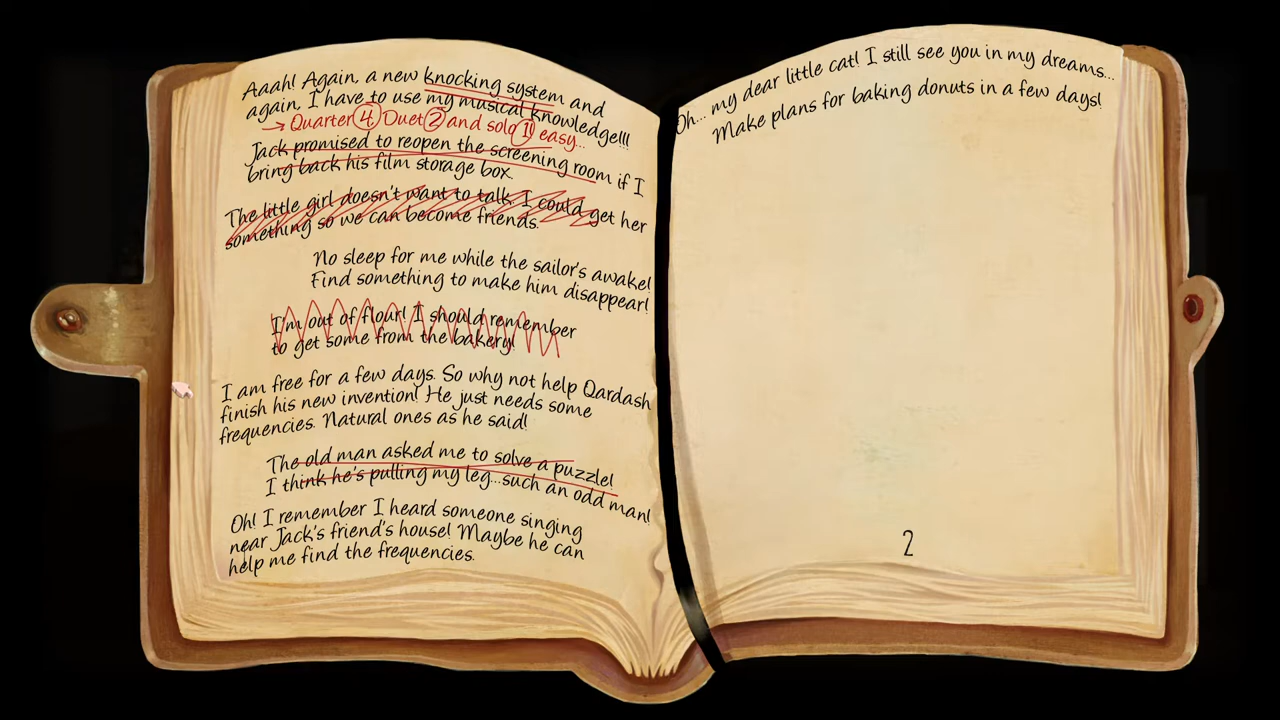 Aaah! Again, a new knocking system and
again, I have to use my musical knowledge!!!
→ Quarter 4 Duet 2 and solo 1 easy...
Jack promised to reopen the screening room if I
bring back his film storage box.
The little girl doesn't want to talk. I could get her
something so we can become friends.
No sleep for me while the sailor's awake!
Find something to make him disappear!
I'm out of flour! I should remember
to get some from the bakery!
I am free for a few days. So why not help Qardash
finish his new invention! He just needs some
frequencies. Natural ones as he said!
The old man asked me to solve a puzzle!
I think he's pulling my leg...such an odd man!
Oh! I remember I heard someone singing
near Jack's friend's house! Maybe he can
help me find the frequencies.
Oh... my dear little cat! I still see you in my dreams...
Make plans for baking donuts in a few days!
2